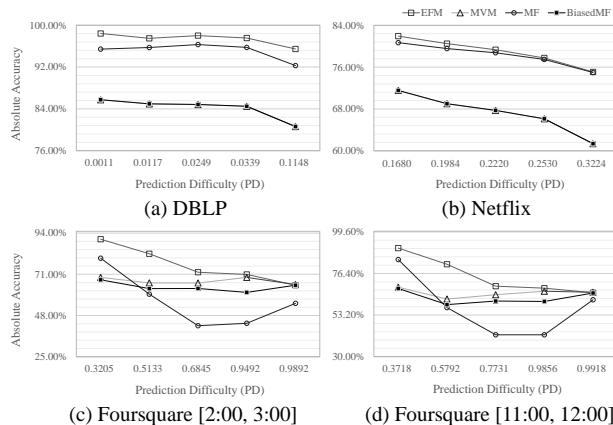 EFM MVM MF BiasedMF
Absolute Accuracy
100.00%
92.00%
84.00%
76.00%
0.0011 0.0117 0.0249 0.0339 0.1148
Prediction Difficulty (PD)
(a) DBLP
Absolute Accuracy
84.00%
76.00%
68.00%
60.00%
0.1680 0.1984 0.2220 0.2530 0.3224
Prediction Difficulty (PD)
(b) Netflix
Absolute Accuracy
94.00%
71.00%
48.00%
25.00%
0.3205 0.5133 0.6845 0.9492 0.9892
Prediction Difficulty (PD)
(c) Foursquare [2:00, 3:00]
Absolute Accuracy
99.60%
76.40%
53.20%
30.00%
0.3718 0.5792 0.7731 0.9856 0.9918
Prediction Difficulty (PD)
(d) Foursquare [11:00, 12:00]